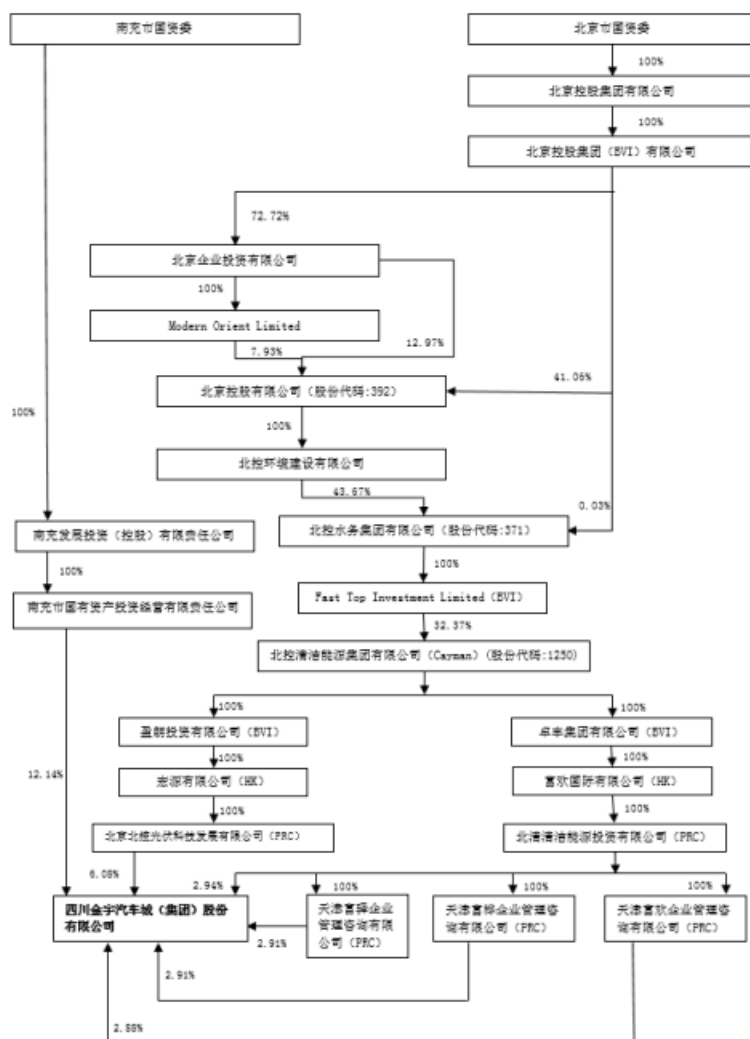 南充市国资委
北京市国资委
100%
北京控股集团有限公司
100%
北京控股集团（BVI）有限公司
72.72%
北京企业投资有限公司
100%
Modern Orient Limited
7.93%
12.97%
北京控股有限公司（股份代码:392）
41.06%
100%
100%
北控环境建设有限公司
43.67%
0.03%
南充发展投资（控股）有限责任公司
北控水务集团有限公司（股份代码:371）
100%
100%
南充市国有资产投资经营有限责任公司
Fast Top Investment Limited（BVI）
32.37%
北控清洁能源集团有限公司（Cayman）（股份代码:1250）
100%
100%
盈朝投资有限公司（BVI）
卓丰集团有限公司（BVI）
100%
100%
12.14%
宏源有限公司（HK）
富欢国际有限公司（HK）
100%
100%
北京北控光伏科技发展有限公司（PRC）
北清清洁能源投资有限公司（PRC）
6.08%
2.94%
100%
100%
100%
四川金宇汽车城（集团）股份
有限公司
天津富驿企业
管理咨询有限
公司（PRC）
天津富桦企业管理咨
询有限公司（PRC）
天津富欢企业管理咨
询有限公司（PRC）
2.91%
2.91%
2.88%